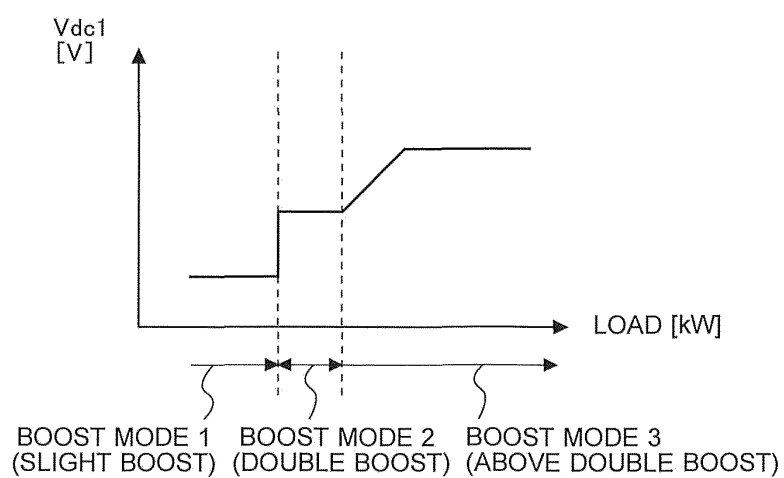 Vdc1
[V]
LOAD [kW]
BOOST MODE 1
(SLIGHT BOOST)
BOOST MODE 2
(DOUBLE BOOST)
BOOST MODE 3
(ABOVE DOUBLE BOOST)